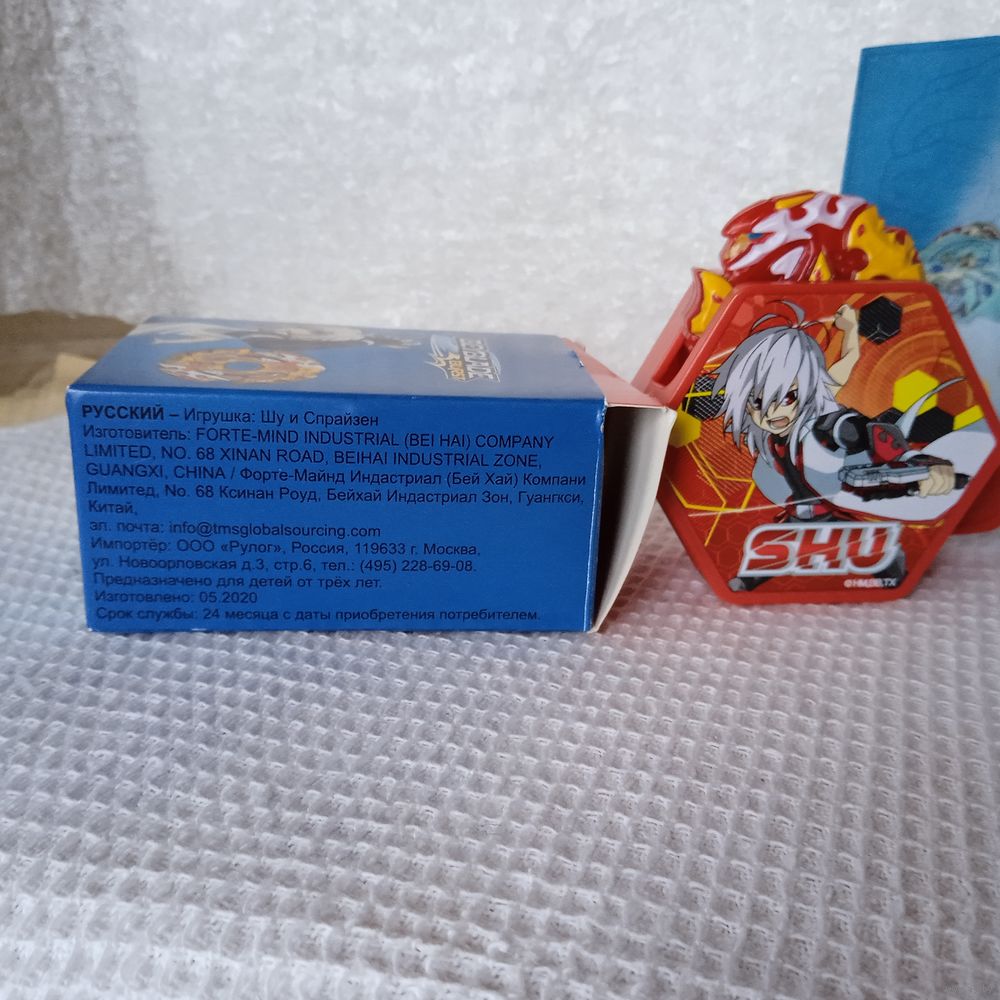 BEYBLADE
BURST
РУССКИЙ – Игрушка: Шу и Спрайзен
Изготовитель: FORTE-MIND INDUSTRIAL (BEI HAI) COMPANY
LIMITED, NO. 68 XINAN ROAD, BEIHAI INDUSTRIAL ZONE,
GUANGXI, CHINA / Форте-Майнд Индастриал (Бей Хай) Компани
Лимитед, No. 68 Ксинан Роуд, Бейхай Индастриал Зон, Гуангкси,
Китай,
эл. почта: info@tmsglobalsourcing.com
Импортёр: ООО «Рулог», Россия, 119633 г. Москва,
ул. Новоорловская д.3, стр.6, тел.: (495) 228-69-08.
Предназначено для детей от трёх лет.
Изготовлено: 05.2020
Срок службы: 24 месяца с даты приобретения потребителем.
SHU